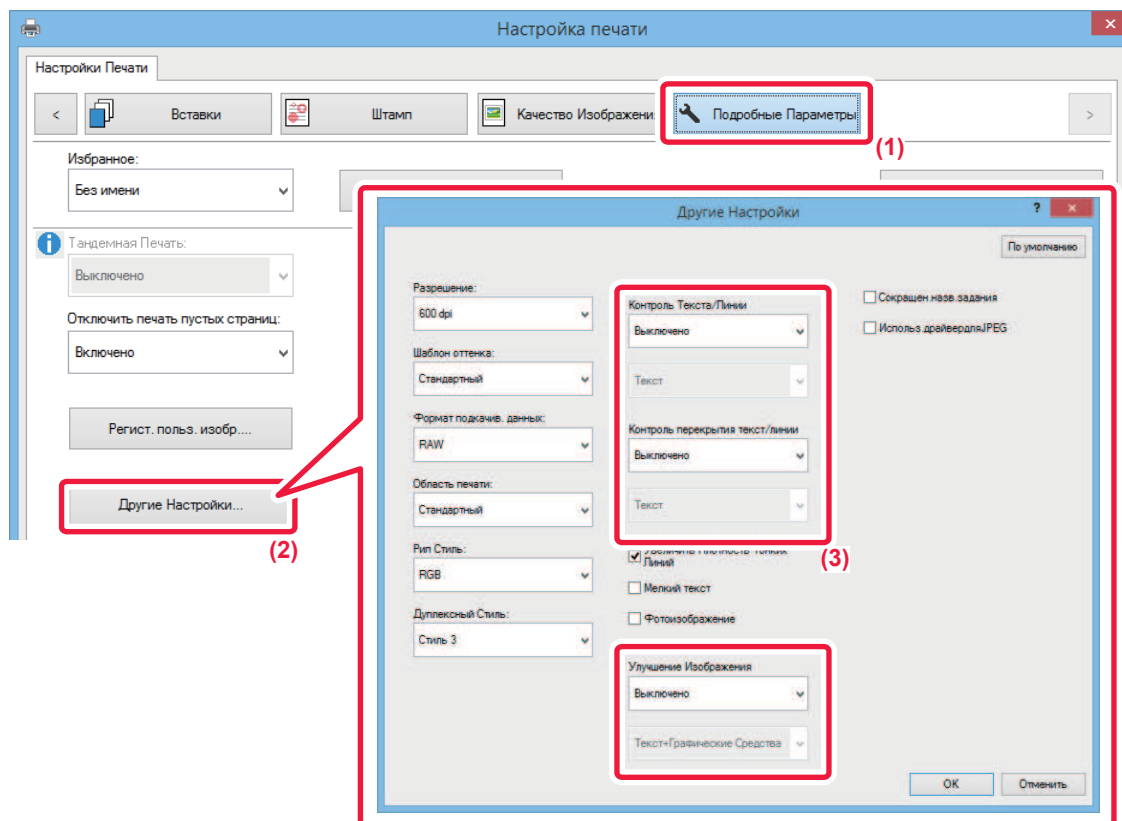 Настройка печати
Настройки Печати
<
Вставки
Штамп
Качество Изображени
Подробные Параметры
>
(1)
Избранное:
Без имени
Тандемная Печать:
Выключено
Отключить печать пустых страниц:
Включено
Регист. польз. изобр....
Другие Настройки...
(2)
Другие Настройки
?
По умолчанию
Разрешение:
600 dpi
Шаблон оттенка:
Стандартный
Формат подкачив. данных:
RAW
Область печати:
Стандартный
Рип Стиль:
RGB
Дуплексный Стиль:
Стиль 3
Контроль Текста/Линии
Выключено
Текст
Контроль перекрытия текст/линии
Выключено
Текст
(3)
Увеличить Плотность Тонких
Линий
Мелкий текст
Фотоизображение
Улучшение Изображения
Выключено
Текст+Графические Средства
Сокращен.назв.задания
Использ.драйвердляJPEG
OK
Отменить